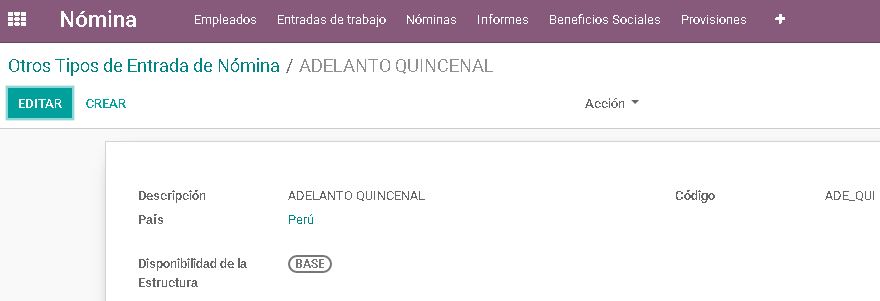 Nómina Empleados Entradas de trabajo Nóminas Informes Beneficios Sociales Provisiones +
Otros Tipos de Entrada de Nómina / ADELANTO QUINCENAL
EDITAR CREAR Acción
Descripción ADELANTO QUINCENAL Código ADE_QUI
País Perú
Disponibilidad de la BASE
Estructura